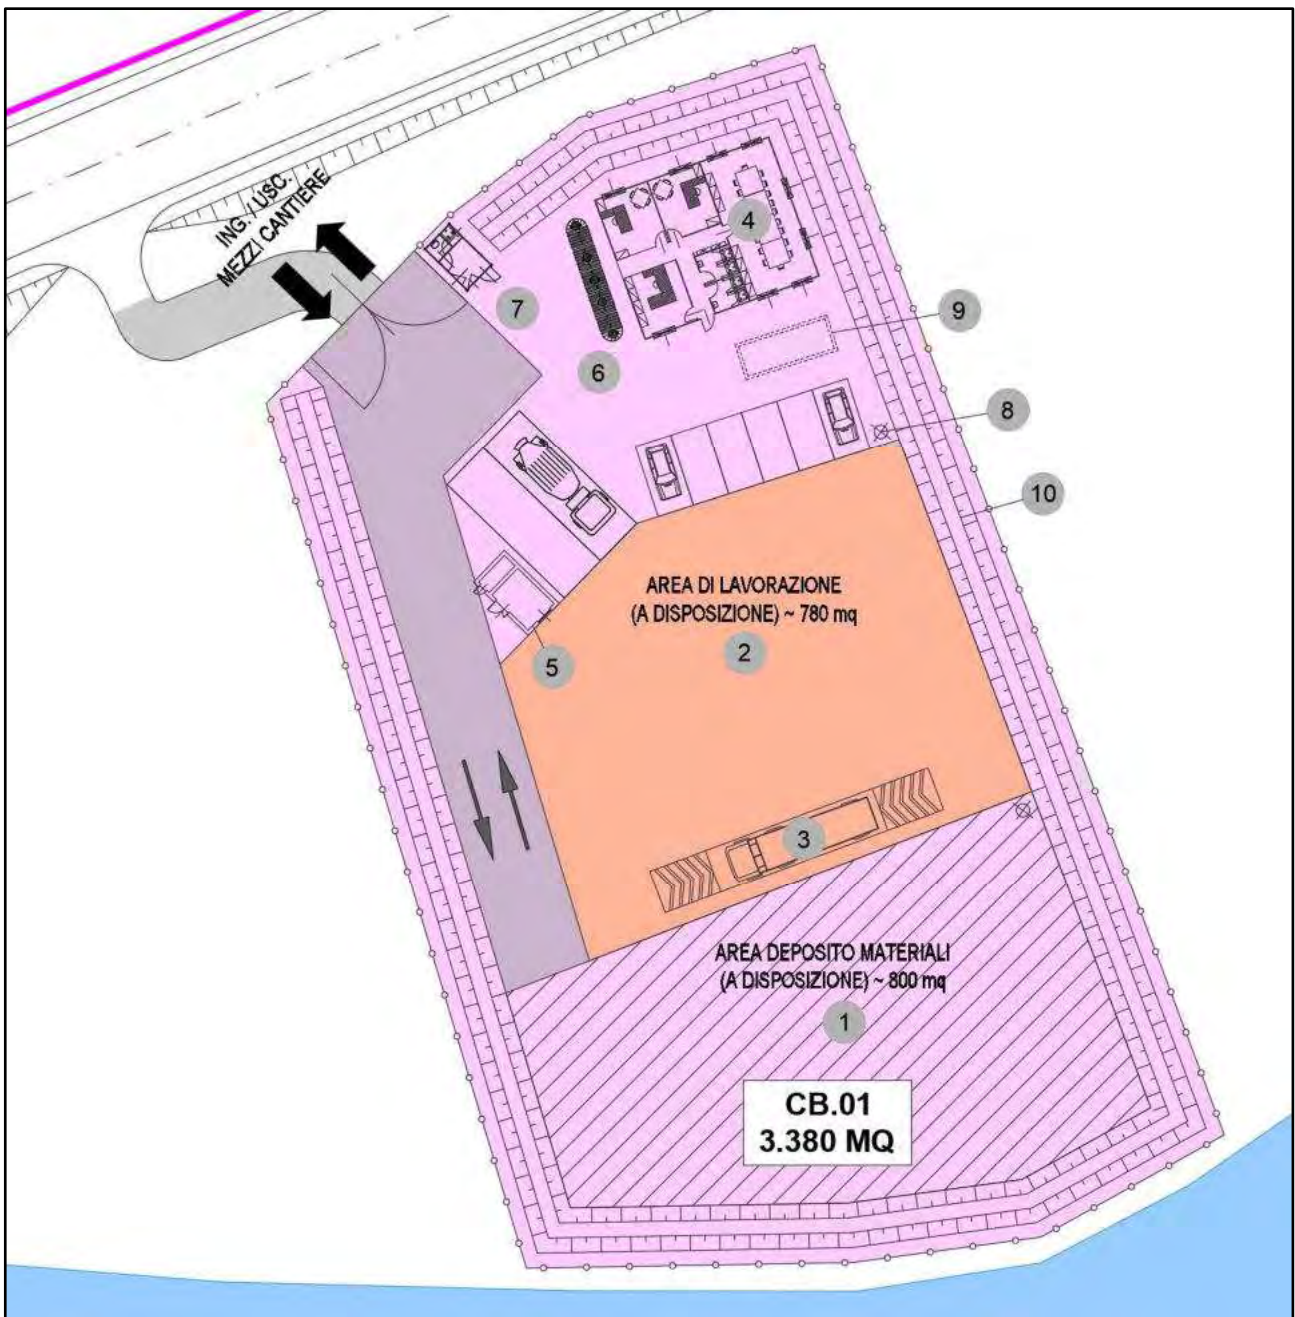 ING. / USC.
MEZZI CANTIERE
4
7
9
6
8
10
AREA DI LAVORAZIONE
(A DISPOSIZIONE) ~ 780 mq
2
5
3
AREA DEPOSITO MATERIALI
(A DISPOSIZIONE) ~ 800 mq
1
CB.01
3.380 MQ